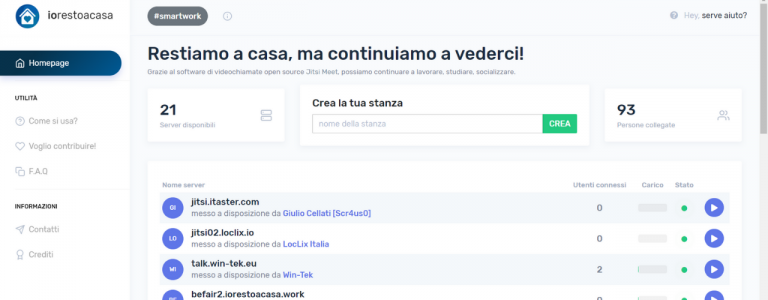 iorestoacasa
#smartwork
Hey, serve aiuto?
Homepage
UTILITÀ
Come si usa?
Voglio contribuire!
F.A.Q
INFORMAZIONI
Contatti
Crediti
Restiamo a casa, ma continuiamo a vederci!
Grazie al software di videochiamate open source Jitsi Meet, possiamo continuare a lavorare, studiare, socializzare.
21
Server disponibili
Crea la tua stanza
nome della stanza
CREA
93
Persone collegate
Nome server Utenti connessi Carico Stato
GI
jitsi.itaster.com
messo a disposizione da Giulio Cellati [Scr4us0]
0
LO
jitsi02.loclix.io
messo a disposizione da LocLix Italia
0
WI
talk.win-tek.eu
messo a disposizione da Win-Tek
2
befair2.iorestoacasa.work